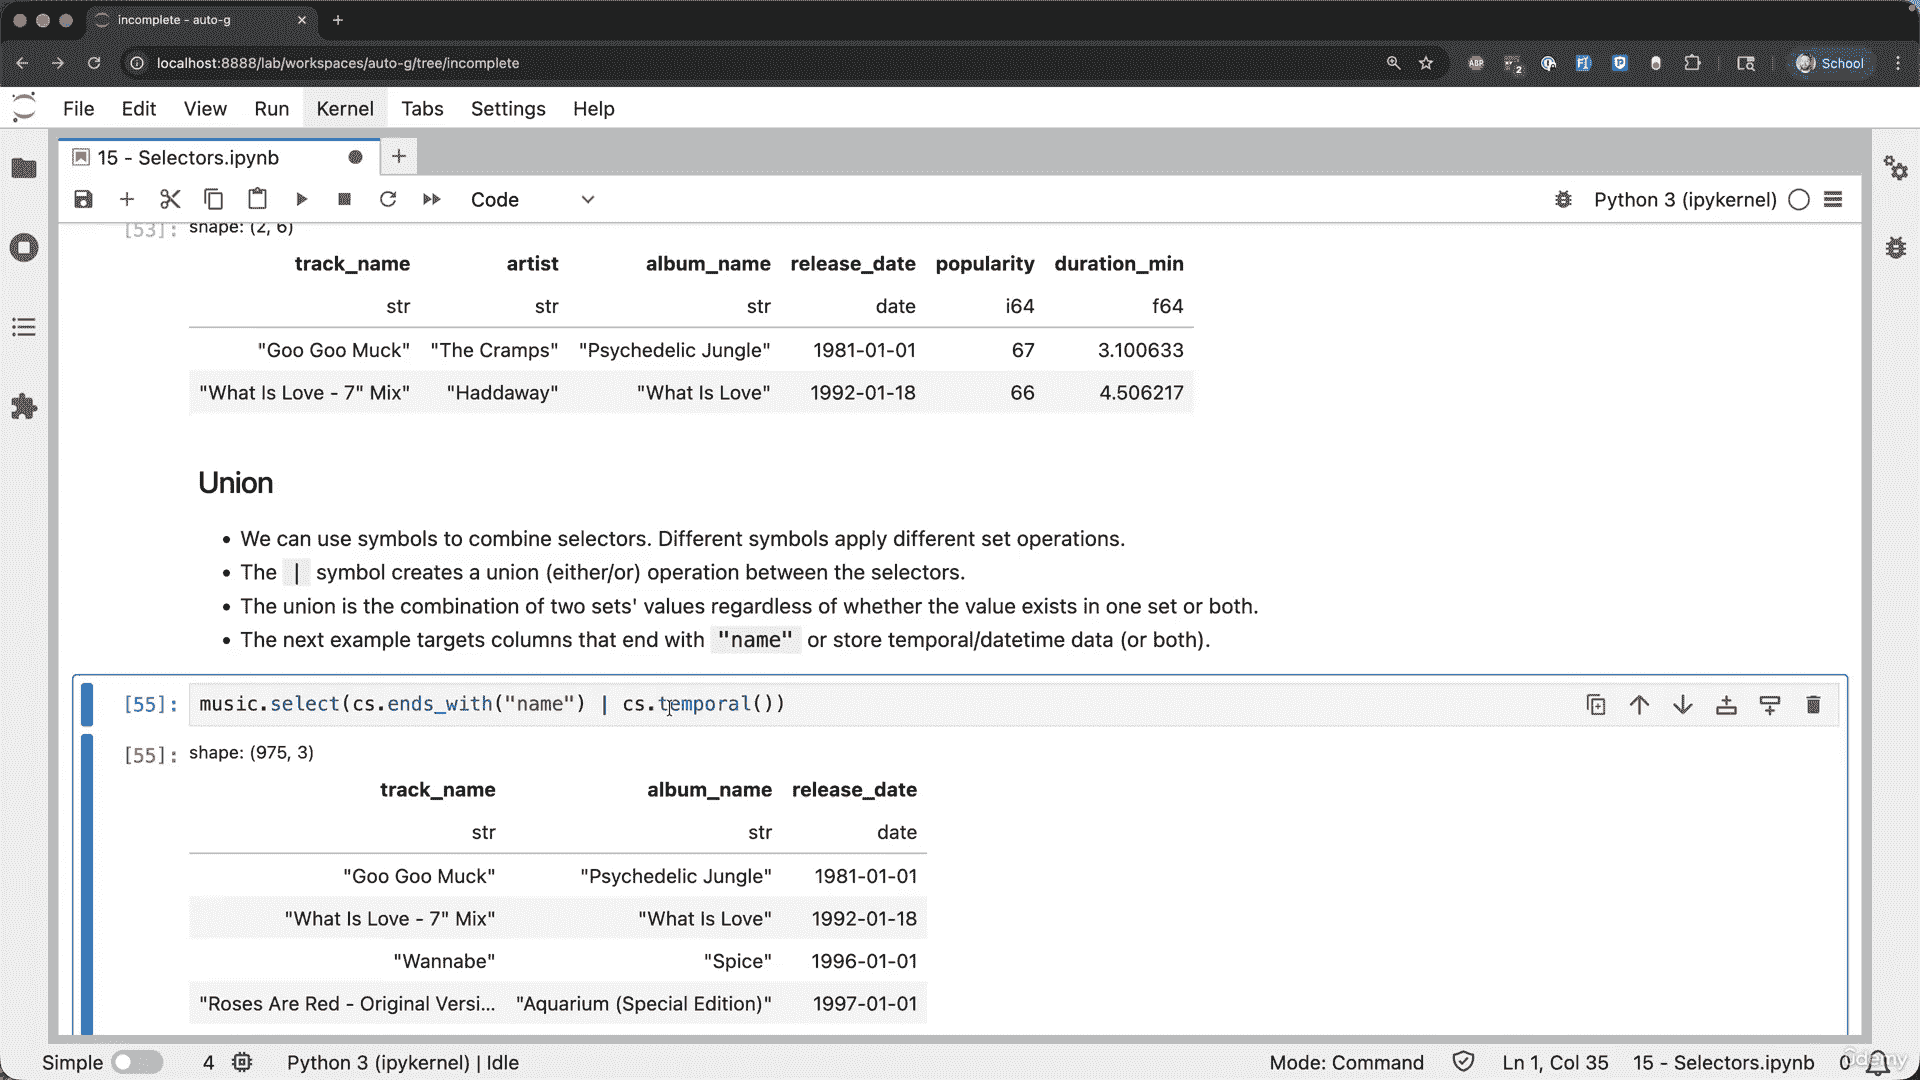 incomplete - auto-g
localhost:8888/lab/workspaces/auto-g/tree/incomplete
ABP
2
School
File Edit View Run Kernel Tabs Settings Help
15 - Selectors.ipynb
Code
Python 3 (ipykernel)
[53]: shape: (2, 6)
track_name artist album_name release_date popularity duration_min
str str str date i64 f64
"Goo Goo Muck" "The Cramps" "Psychedelic Jungle" 1981-01-01 67 3.100633
"What Is Love - 7" Mix" "Haddaway" "What Is Love" 1992-01-18 66 4.506217
Union
• We can use symbols to combine selectors. Different symbols apply different set operations.
• The | symbol creates a union (either/or) operation between the selectors.
• The union is the combination of two sets' values regardless of whether the value exists in one set or both.
• The next example targets columns that end with "name" or store temporal/datetime data (or both).
[55]: music.select(cs.ends_with("name") | cs.temporal())
[55]: shape: (975, 3)
track_name album_name release_date
str str date
"Goo Goo Muck" "Psychedelic Jungle" 1981-01-01
"What Is Love - 7" Mix" "What Is Love" 1992-01-18
"Wannabe" "Spice" 1996-01-01
"Roses Are Red - Original Versi... "Aquarium (Special Edition)" 1997-01-01
Simple 4 Python 3 (ipykernel) | Idle Mode: Command Ln 1, Col 35 15 - Selectors.ipynb 0
Udemy